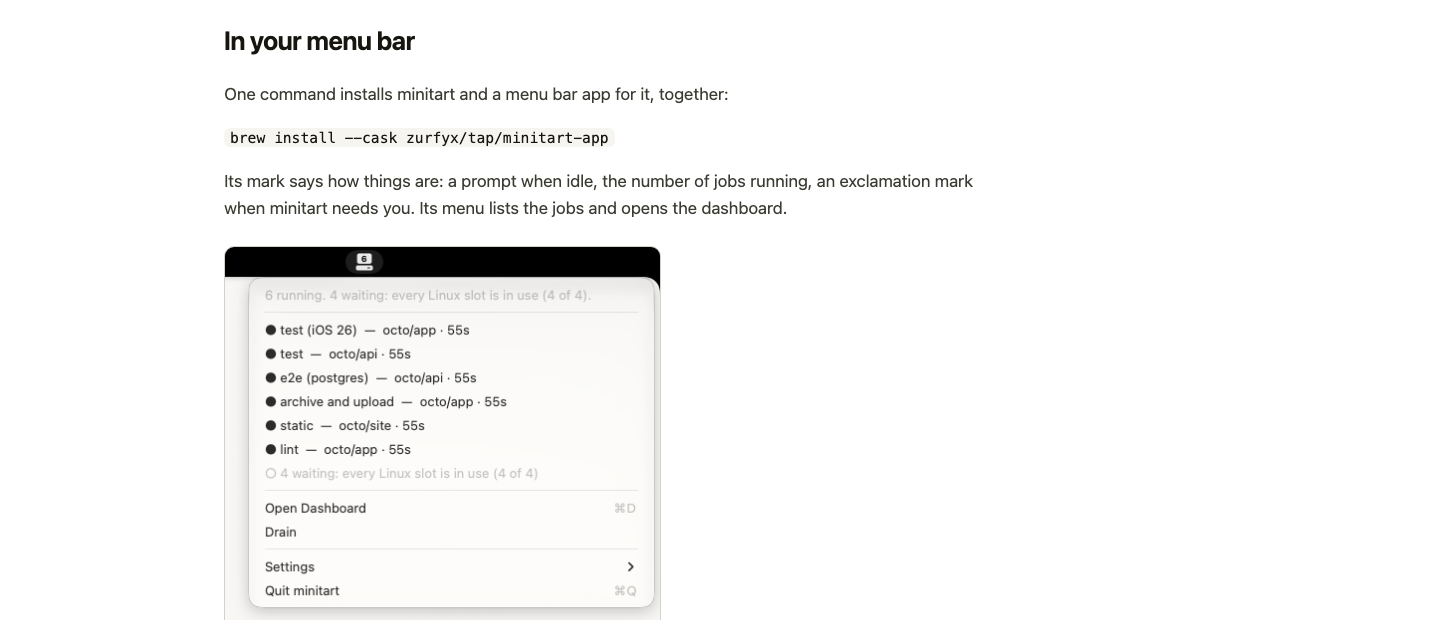 In your menu bar
One command installs minitart and a menu bar app for it, together:
brew install --cask zurfyx/tap/minitart-app
Its mark says how things are: a prompt when idle, the number of jobs running, an exclamation mark
when minitart needs you. Its menu lists the jobs and opens the dashboard.
6
6 running. 4 waiting: every Linux slot is in use (4 of 4).
● test (iOS 26) — octo/app · 55s
● test — octo/api · 55s
● e2e (postgres) — octo/api · 55s
● archive and upload — octo/app · 55s
● static — octo/site · 55s
● lint — octo/app · 55s
○ 4 waiting: every Linux slot is in use (4 of 4)
Open Dashboard ⌘D
Drain
Settings
Quit minitart ⌘Q